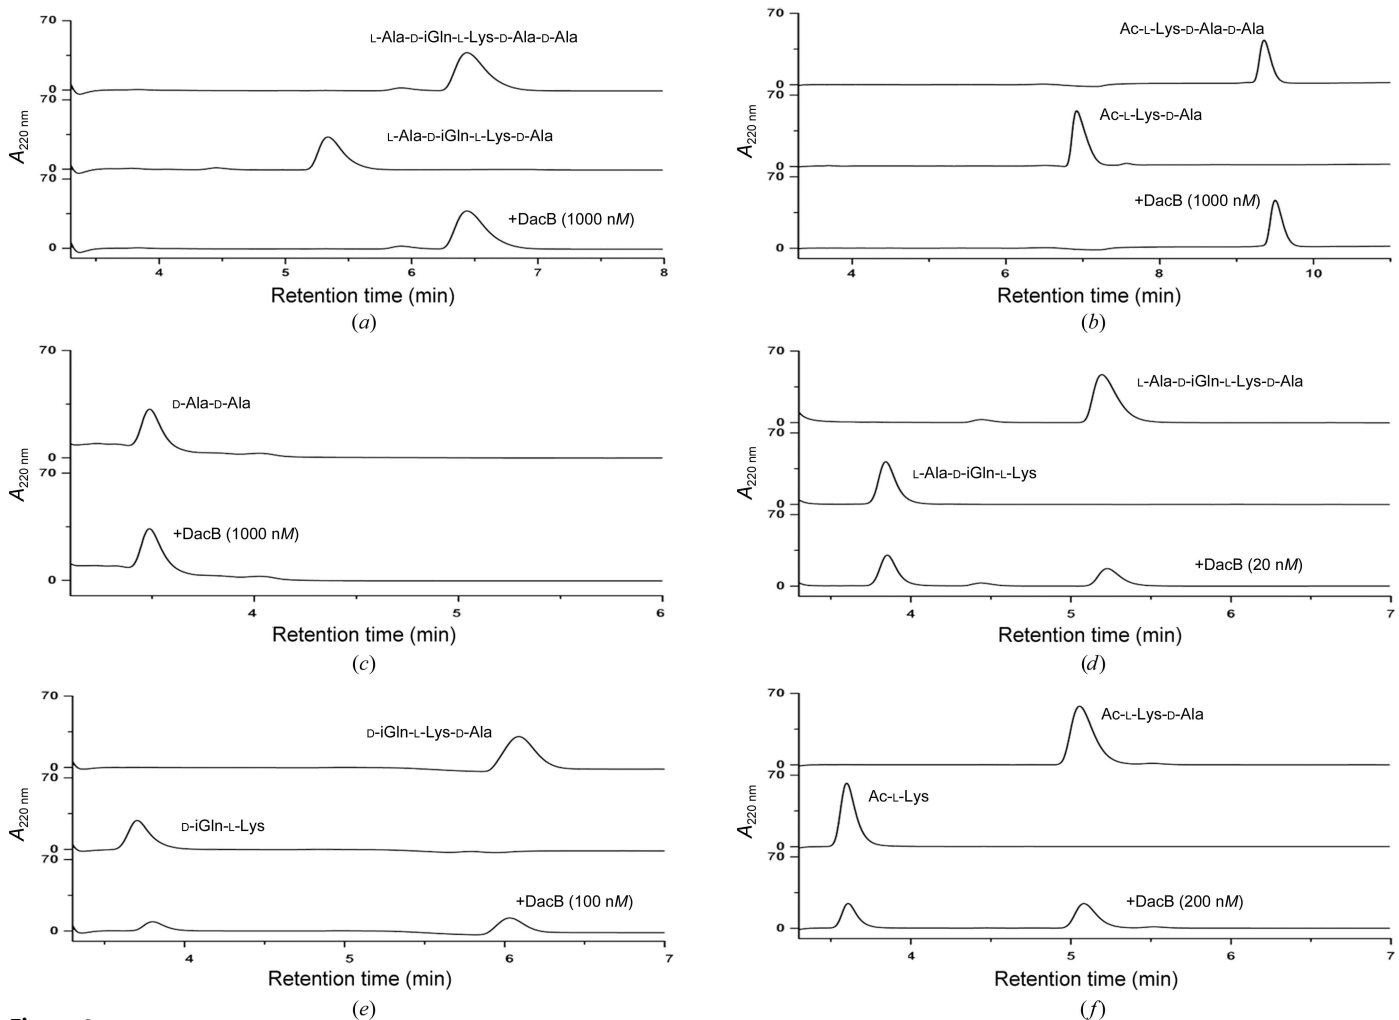 70
0
70
0
70
0
A220 nm
L-Ala-D-iGln-L-Lys-D-Ala-D-Ala
L-Ala-D-iGln-L-Lys-D-Ala
+DacB (1000 nM)
4 5 6 7 8
Retention time (min)
(a)
70
0
70
0
70
0
A220 nm
Ac-L-Lys-D-Ala-D-Ala
Ac-L-Lys-D-Ala
+DacB (1000 nM)
4 6 8 10
Retention time (min)
(b)
70
0
70
0
A220 nm
D-Ala-D-Ala
+DacB (1000 nM)
4 5 6
Retention time (min)
(c)
70
0
70
0
70
0
A220 nm
L-Ala-D-iGln-L-Lys-D-Ala
L-Ala-D-iGln-L-Lys
+DacB (20 nM)
4 5 6 7
Retention time (min)
(d)
70
0
70
0
70
0
A220 nm
D-iGln-L-Lys-D-Ala
D-iGln-L-Lys
+DacB (100 nM)
4 5 6 7
Retention time (min)
(e)
70
0
70
0
70
0
A220 nm
Ac-L-Lys-D-Ala
Ac-L-Lys
+DacB (200 nM)
4 5 6 7
Retention time (min)
(f)